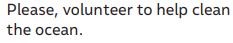 Please, volunteer to help clean
the ocean.